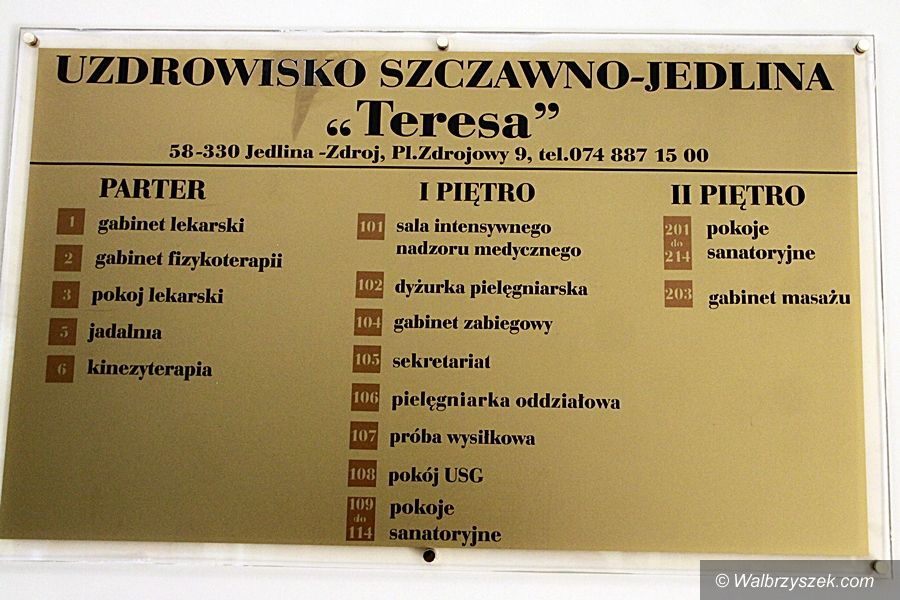 UZDROWISKO SZCZAWNO-JEDLINA
“Teresa”
58-330 Jedlina -Zdroj, Pl.Zdrojowy 9, tel.074 887 15 00
PARTER
1 gabinet lekarski
2 gabinet fizykoterapii
3 pokoj lekarski
5 jadalnia
6 kinezyterapia
I PIĘTRO
101 sala intensywnego
nadzoru medycznego
102 dyżurka pielęgniarska
104 gabinet zabiegowy
105 sekretariat
106 pielęgniarka oddziałowa
107 próba wysiłkowa
108 pokój USG
109 do 114 pokoje
sanatoryjne
II PIĘTRO
201 do 214 pokoje
sanatoryjne
203 gabinet masażu
© Walbrzyszek.com